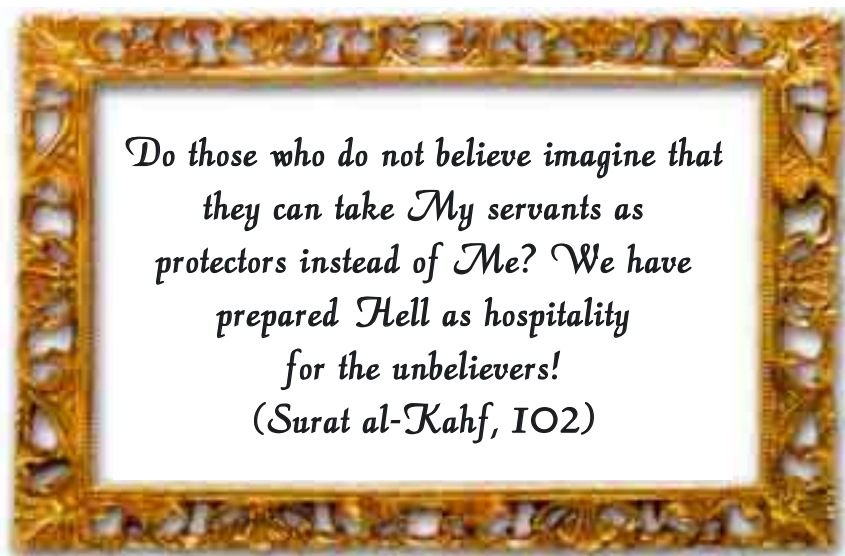 Do those who do not believe imagine that
they can take My servants as
protectors instead of Me? We have
prepared Hell as hospitality
for the unbelievers!
(Surat al-Kahf, 102)